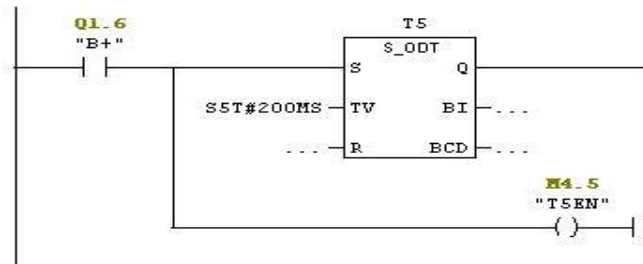 Q1.6
"B+"
T5
S_ODT
S
Q
S5T#200MS
TV
BI
...
...
R
BCD
...
M4.5
"T5EN"
( )